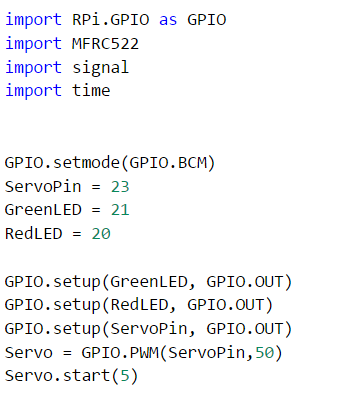 import RPi.GPIO as GPIO
import MFRC522
import signal
import time
GPIO.setmode(GPIO.BCM)
ServoPin = 23
GreenLED = 21
RedLED = 20
GPIO.setup(GreenLED, GPIO.OUT)
GPIO.setup(RedLED, GPIO.OUT)
GPIO.setup(ServoPin, GPIO.OUT)
Servo = GPIO.PWM(ServoPin,50)
Servo.start(5)